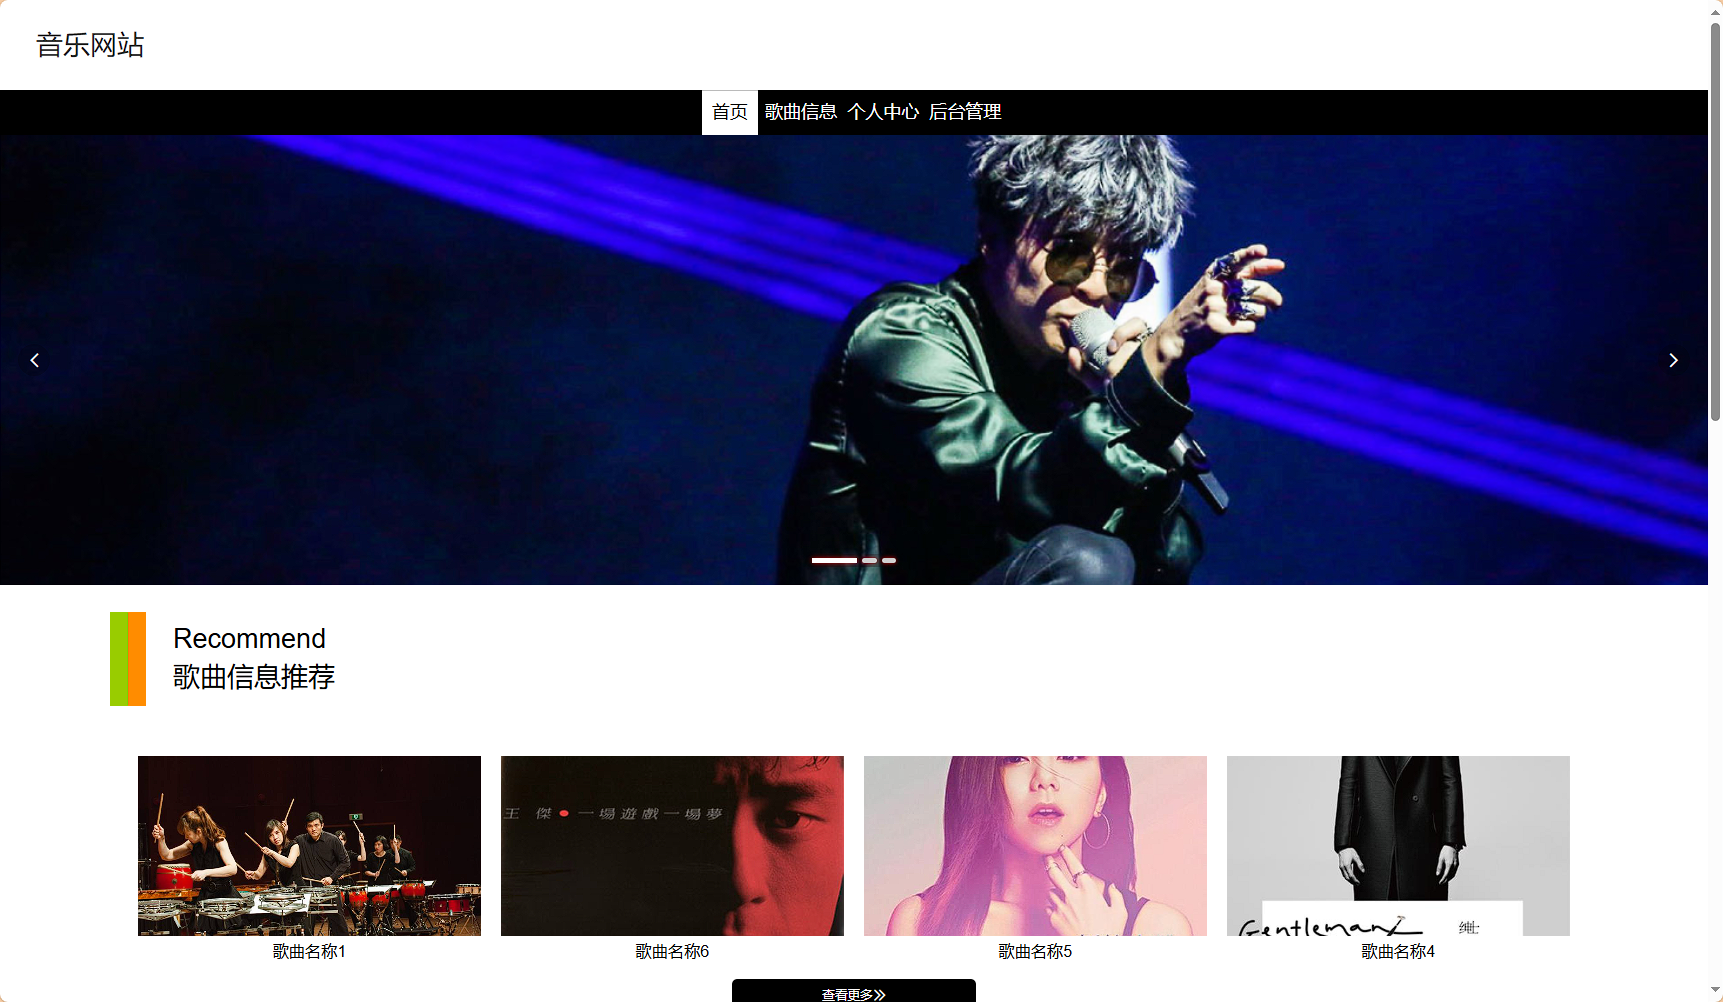 音乐网站
首页 歌曲信息 个人中心 后台管理
Recommend
歌曲信息推荐
王 傑 • 一場遊戲一場夢
Gentleman 绅士
歌曲名称1
歌曲名称6
歌曲名称5
歌曲名称4
查看更多